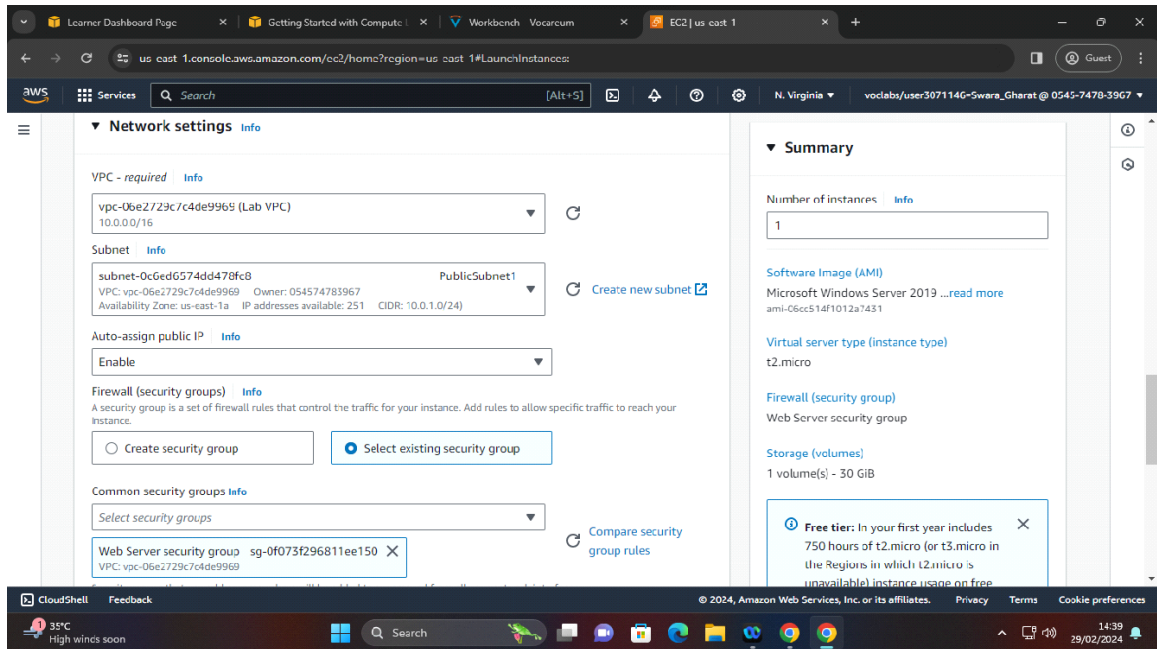 Learner Dashboard Page
Getting Started with Compute
Workbench - Vocareum
EC2 | us-east-1
us-east-1.console.aws.amazon.com/ec2/home?region=us-east-1#LaunchInstances:
Guest
aws
Services
Search
[Alt+S]
N. Virginia
voclabs/user3071146=Swara_Gharat @ 0545-7478-3967
Network settings Info
VPC - required Info
vpc-06e2729c7c4de9969 (Lab VPC)
10.0.0.0/16
Subnet Info
subnet-0c6ed6574dd478fc8 PublicSubnet1
VPC: vpc-06e2729c7c4de9969 Owner: 054574783967
Availability Zone: us-east-1a IP addresses available: 251 CIDR: 10.0.1.0/24)
Create new subnet
Auto-assign public IP Info
Enable
Firewall (security groups) Info
A security group is a set of firewall rules that control the traffic for your instance. Add rules to allow specific traffic to reach your
instance.
Create security group
Select existing security group
Common security groups Info
Select security groups
Web Server security group sg-0f073f296811ee150
VPC: vpc-06e2729c7c4de9969
Compare security
group rules
Summary
Number of instances Info
1
Software Image (AMI)
Microsoft Windows Server 2019 ...read more
ami-06cc514f1012a7431
Virtual server type (instance type)
t2.micro
Firewall (security group)
Web Server security group
Storage (volumes)
1 volume(s) - 30 GiB
Free tier: In your first year includes
750 hours of t2.micro (or t3.micro in
the Regions in which t2.micro is
unavailable) instance usage on free
CloudShell
Feedback
© 2024, Amazon Web Services, Inc. or its affiliates.
Privacy
Terms
Cookie preferences
1
35°C
High winds soon
Search
14:39
29/02/2024